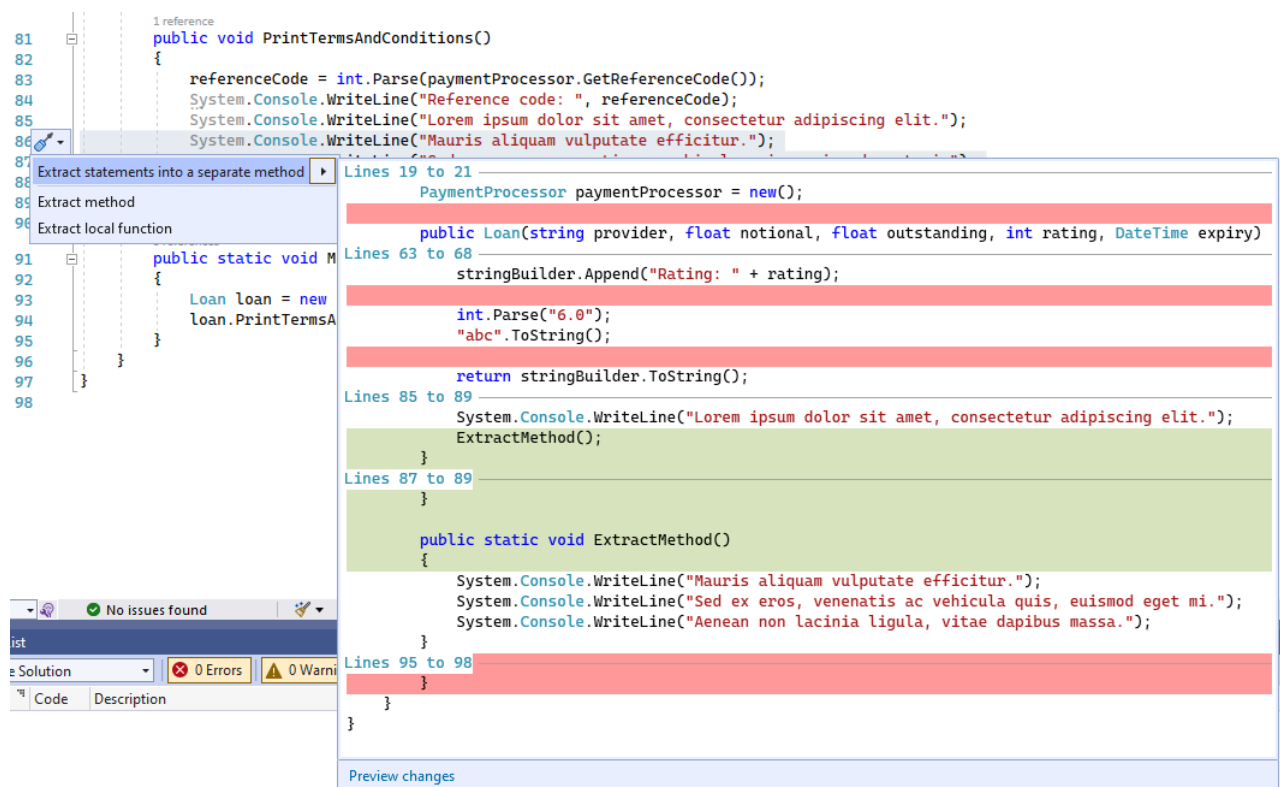 1 reference
81 public void PrintTermsAndConditions()
82 {
83 referenceCode = int.Parse(paymentProcessor.GetReferenceCode());
84 System.Console.WriteLine("Reference code: ", referenceCode);
85 System.Console.WriteLine("Lorem ipsum dolor sit amet, consectetur adipiscing elit.");
86 System.Console.WriteLine("Mauris aliquam vulputate efficitur.");
87
88
89
90
Extract statements into a separate method
Extract method
Extract local function
91 public static void M
92 {
93 Loan loan = new
94 loan.PrintTermsA
95 }
96 }
97 }
98
Lines 19 to 21
PaymentProcessor paymentProcessor = new();
public Loan(string provider, float notional, float outstanding, int rating, DateTime expiry)
Lines 63 to 68
stringBuilder.Append("Rating: " + rating);
int.Parse("6.0");
"abc".ToString();
return stringBuilder.ToString();
Lines 85 to 89
System.Console.WriteLine("Lorem ipsum dolor sit amet, consectetur adipiscing elit.");
ExtractMethod();
}
Lines 87 to 89
}
public static void ExtractMethod()
{
System.Console.WriteLine("Mauris aliquam vulputate efficitur.");
System.Console.WriteLine("Sed ex eros, venenatis ac vehicula quis, euismod eget mi.");
System.Console.WriteLine("Aenean non lacinia ligula, vitae dapibus massa.");
}
Lines 95 to 98
}
}
}
Preview changes
No issues found
ist
e Solution
0 Errors
0 Warni
Code Description